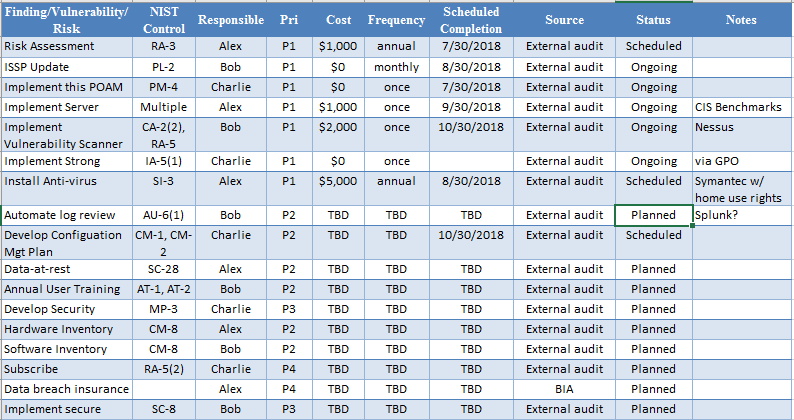 Finding/Vulnerability/ Risk NIST Control Responsible Pri Cost Frequency Scheduled Completion Source Status Notes
Risk Assessment RA-3 Alex P1 $1,000 annual 7/30/2018 External audit Scheduled
ISSP Update PL-2 Bob P1 $0 monthly 8/30/2018 External audit Ongoing
Implement this POAM PM-4 Charlie P1 $0 once 7/30/2018 External audit Ongoing
Implement Server Multiple Alex P1 $1,000 once 9/30/2018 External audit Ongoing CIS Benchmarks
Implement Vulnerability Scanner CA-2(2), RA-5 Bob P1 $2,000 once 10/30/2018 External audit Ongoing Nessus
Implement Strong IA-5(1) Charlie P1 $0 once External audit Ongoing via GPO
Install Anti-virus SI-3 Alex P1 $5,000 annual 8/30/2018 External audit Scheduled Symantec w/ home use rights
Automate log review AU-6(1) Bob P2 TBD TBD TBD External audit Planned Splunk?
Develop Configuation Mgt Plan CM-1, CM-2 Charlie P2 TBD TBD 10/30/2018 External audit Scheduled
Data-at-rest SC-28 Alex P2 TBD TBD TBD External audit Planned
Annual User Training AT-1, AT-2 Bob P2 TBD TBD TBD External audit Planned
Develop Security MP-3 Charlie P3 TBD TBD TBD External audit Planned
Hardware Inventory CM-8 Alex P2 TBD TBD TBD External audit Planned
Software Inventory CM-8 Bob P2 TBD TBD TBD External audit Planned
Subscribe RA-5(2) Charlie P4 TBD TBD TBD External audit Planned
Data breach insurance Alex P4 TBD TBD TBD BIA Planned
Implement secure SC-8 Bob P3 TBD TBD TBD External audit Planned